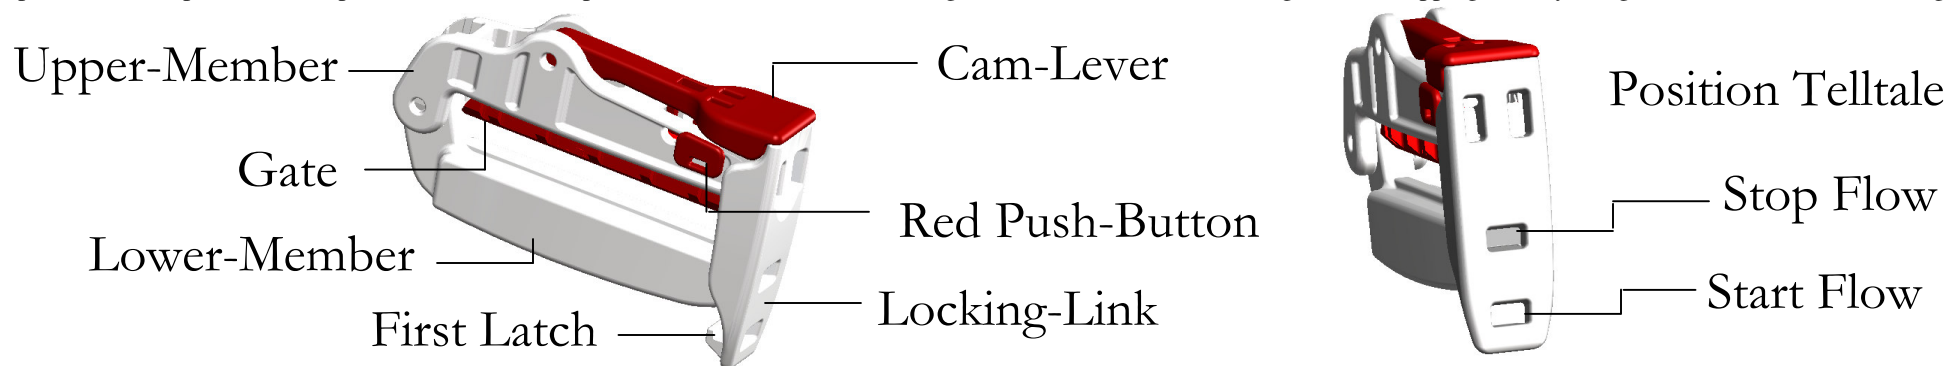 Upper-Member
Cam-Lever
Position Telltale
Gate
Stop Flow
Red Push-Button
Lower-Member
Start Flow
Locking-Link
First Latch